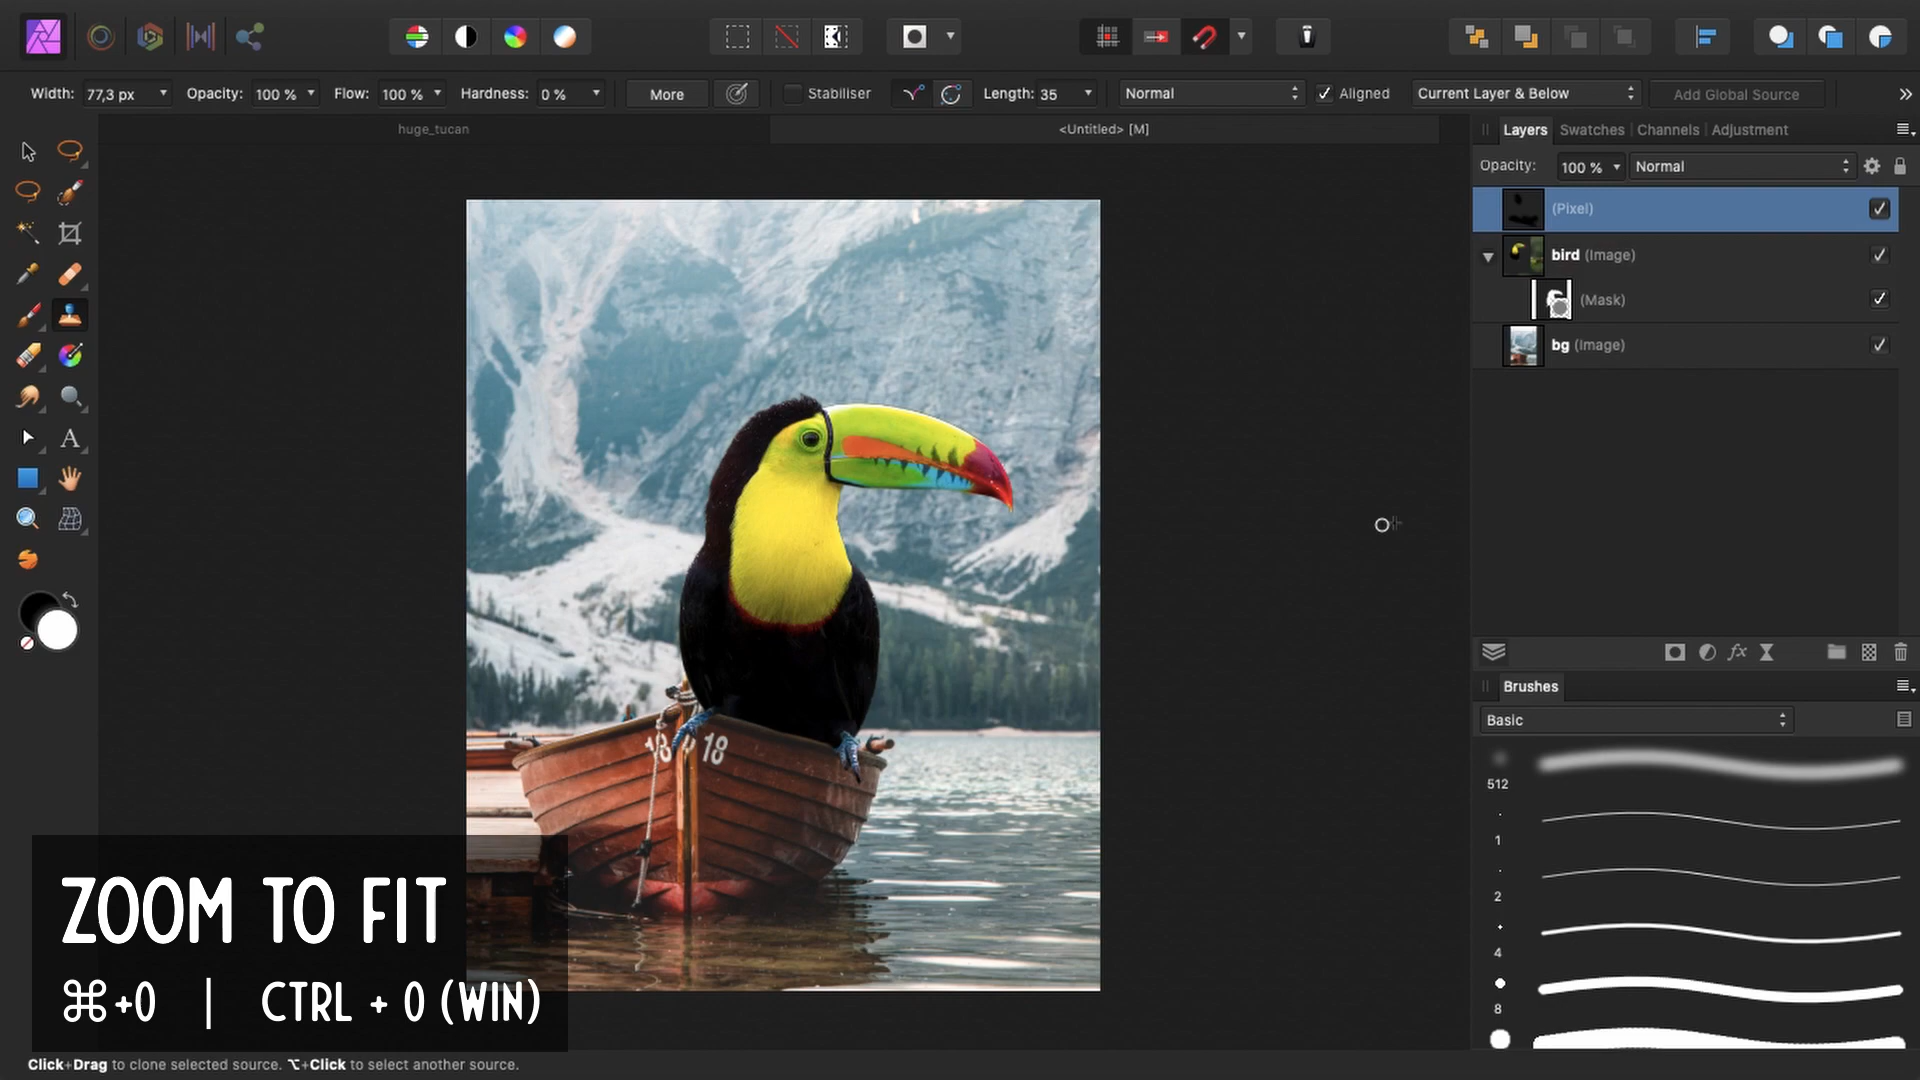 Width: 77,3 px Opacity: 100 % Flow: 100 % Hardness: 0 % More Stabiliser Length: 35 Normal Aligned Current Layer & Below Add Global Source
huge_tucan
<Untitled> [M]
Layers Swatches Channels Adjustment
Opacity: 100 % Normal
(Pixel)
bird (Image)
(Mask)
bg (Image)
Brushes
Basic
512
1
2
4
8
18 18
ZOOM TO FIT
⌘+0 | CTRL + 0 (WIN)
Click+Drag to clone selected source. ⌥+Click to select another source.